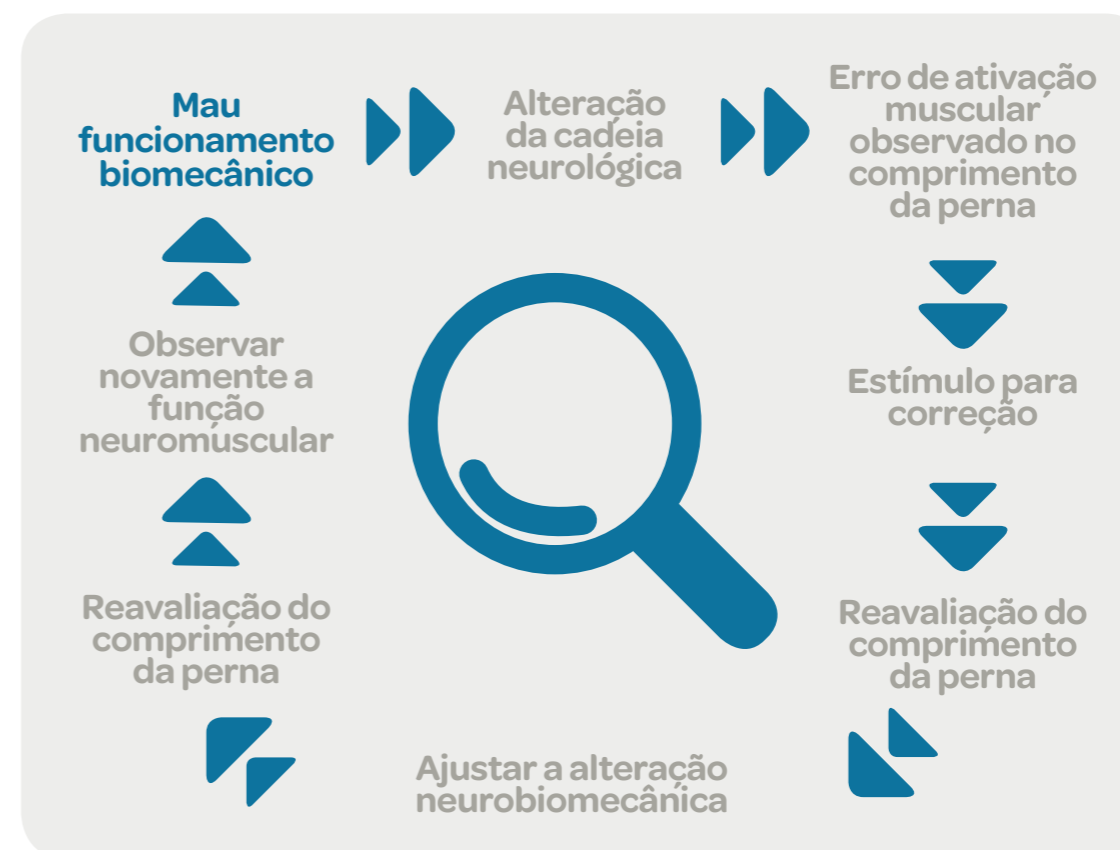 Mau
funcionamento
biomecânico
Alteração
da cadeia
neurológica
Erro de ativação
muscular
observado no
comprimento
da perna
Estímulo para
correção
Reavaliação do
comprimento
da perna
Ajustar a alteração
neurobiomecânica
Reavaliação do
comprimento
da perna
Observar
novamente a
função
neuromuscular